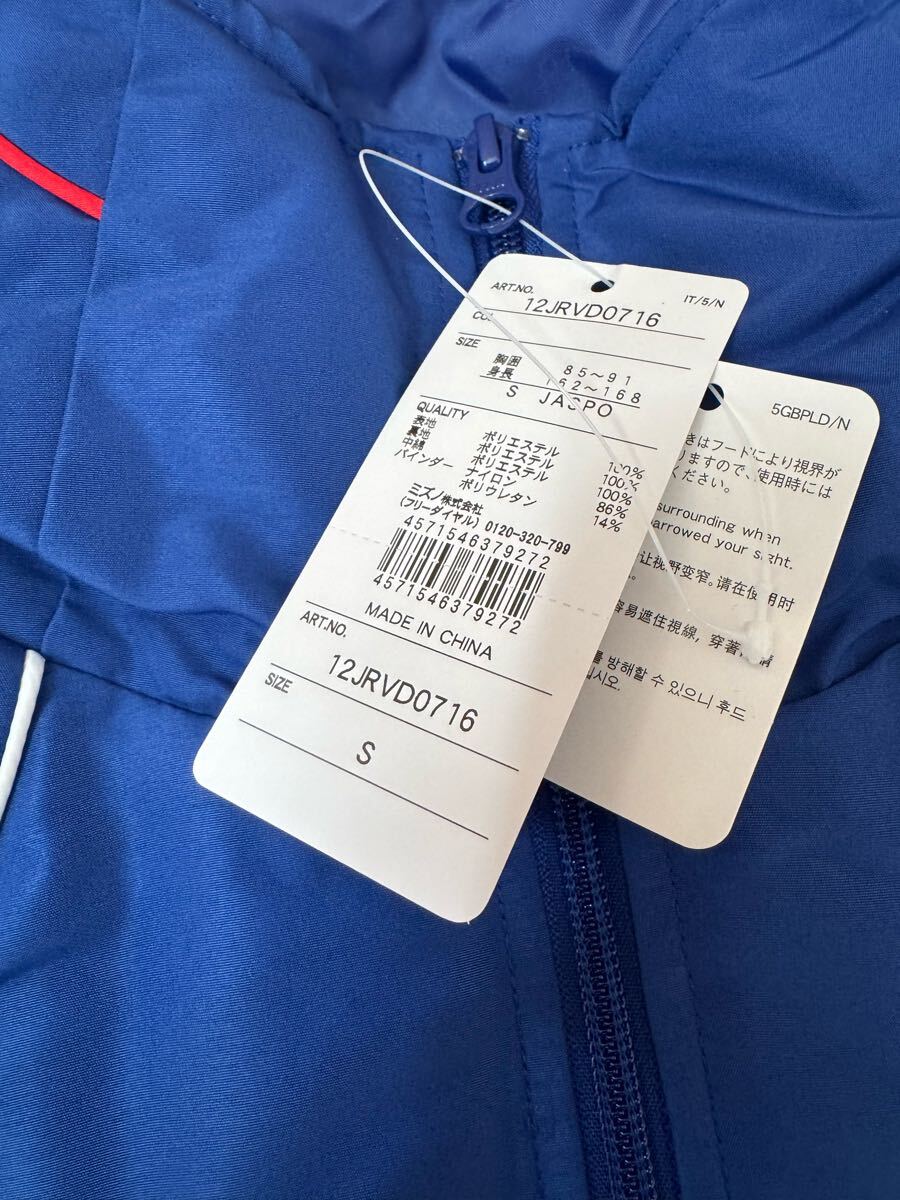 ART.NO. 12JRVD0716 IT/5/N
SIZE
胸囲 85～91
身長 162～168
S JASPO
QUALITY
表地 ポリエステル 100%
裏地 ポリエステル 100%
中綿 ポリエステル 100%
バインダー ナイロン 86%
ポリウレタン 14%
ミズノ株式会社
(フリーダイヤル) 0120-320-799
4571546379272
4571546379272
MADE IN CHINA
ART.NO.
12JRVD0716
SIZE
S
5GBPLD/N
きはフードにより視界が
りますので、使用時には
ください。
surrounding when
narrowed your sight.
让视野变窄。请在使用时
容易遮住視線，穿著
를 방해할 수 있으니 후드
십시오.